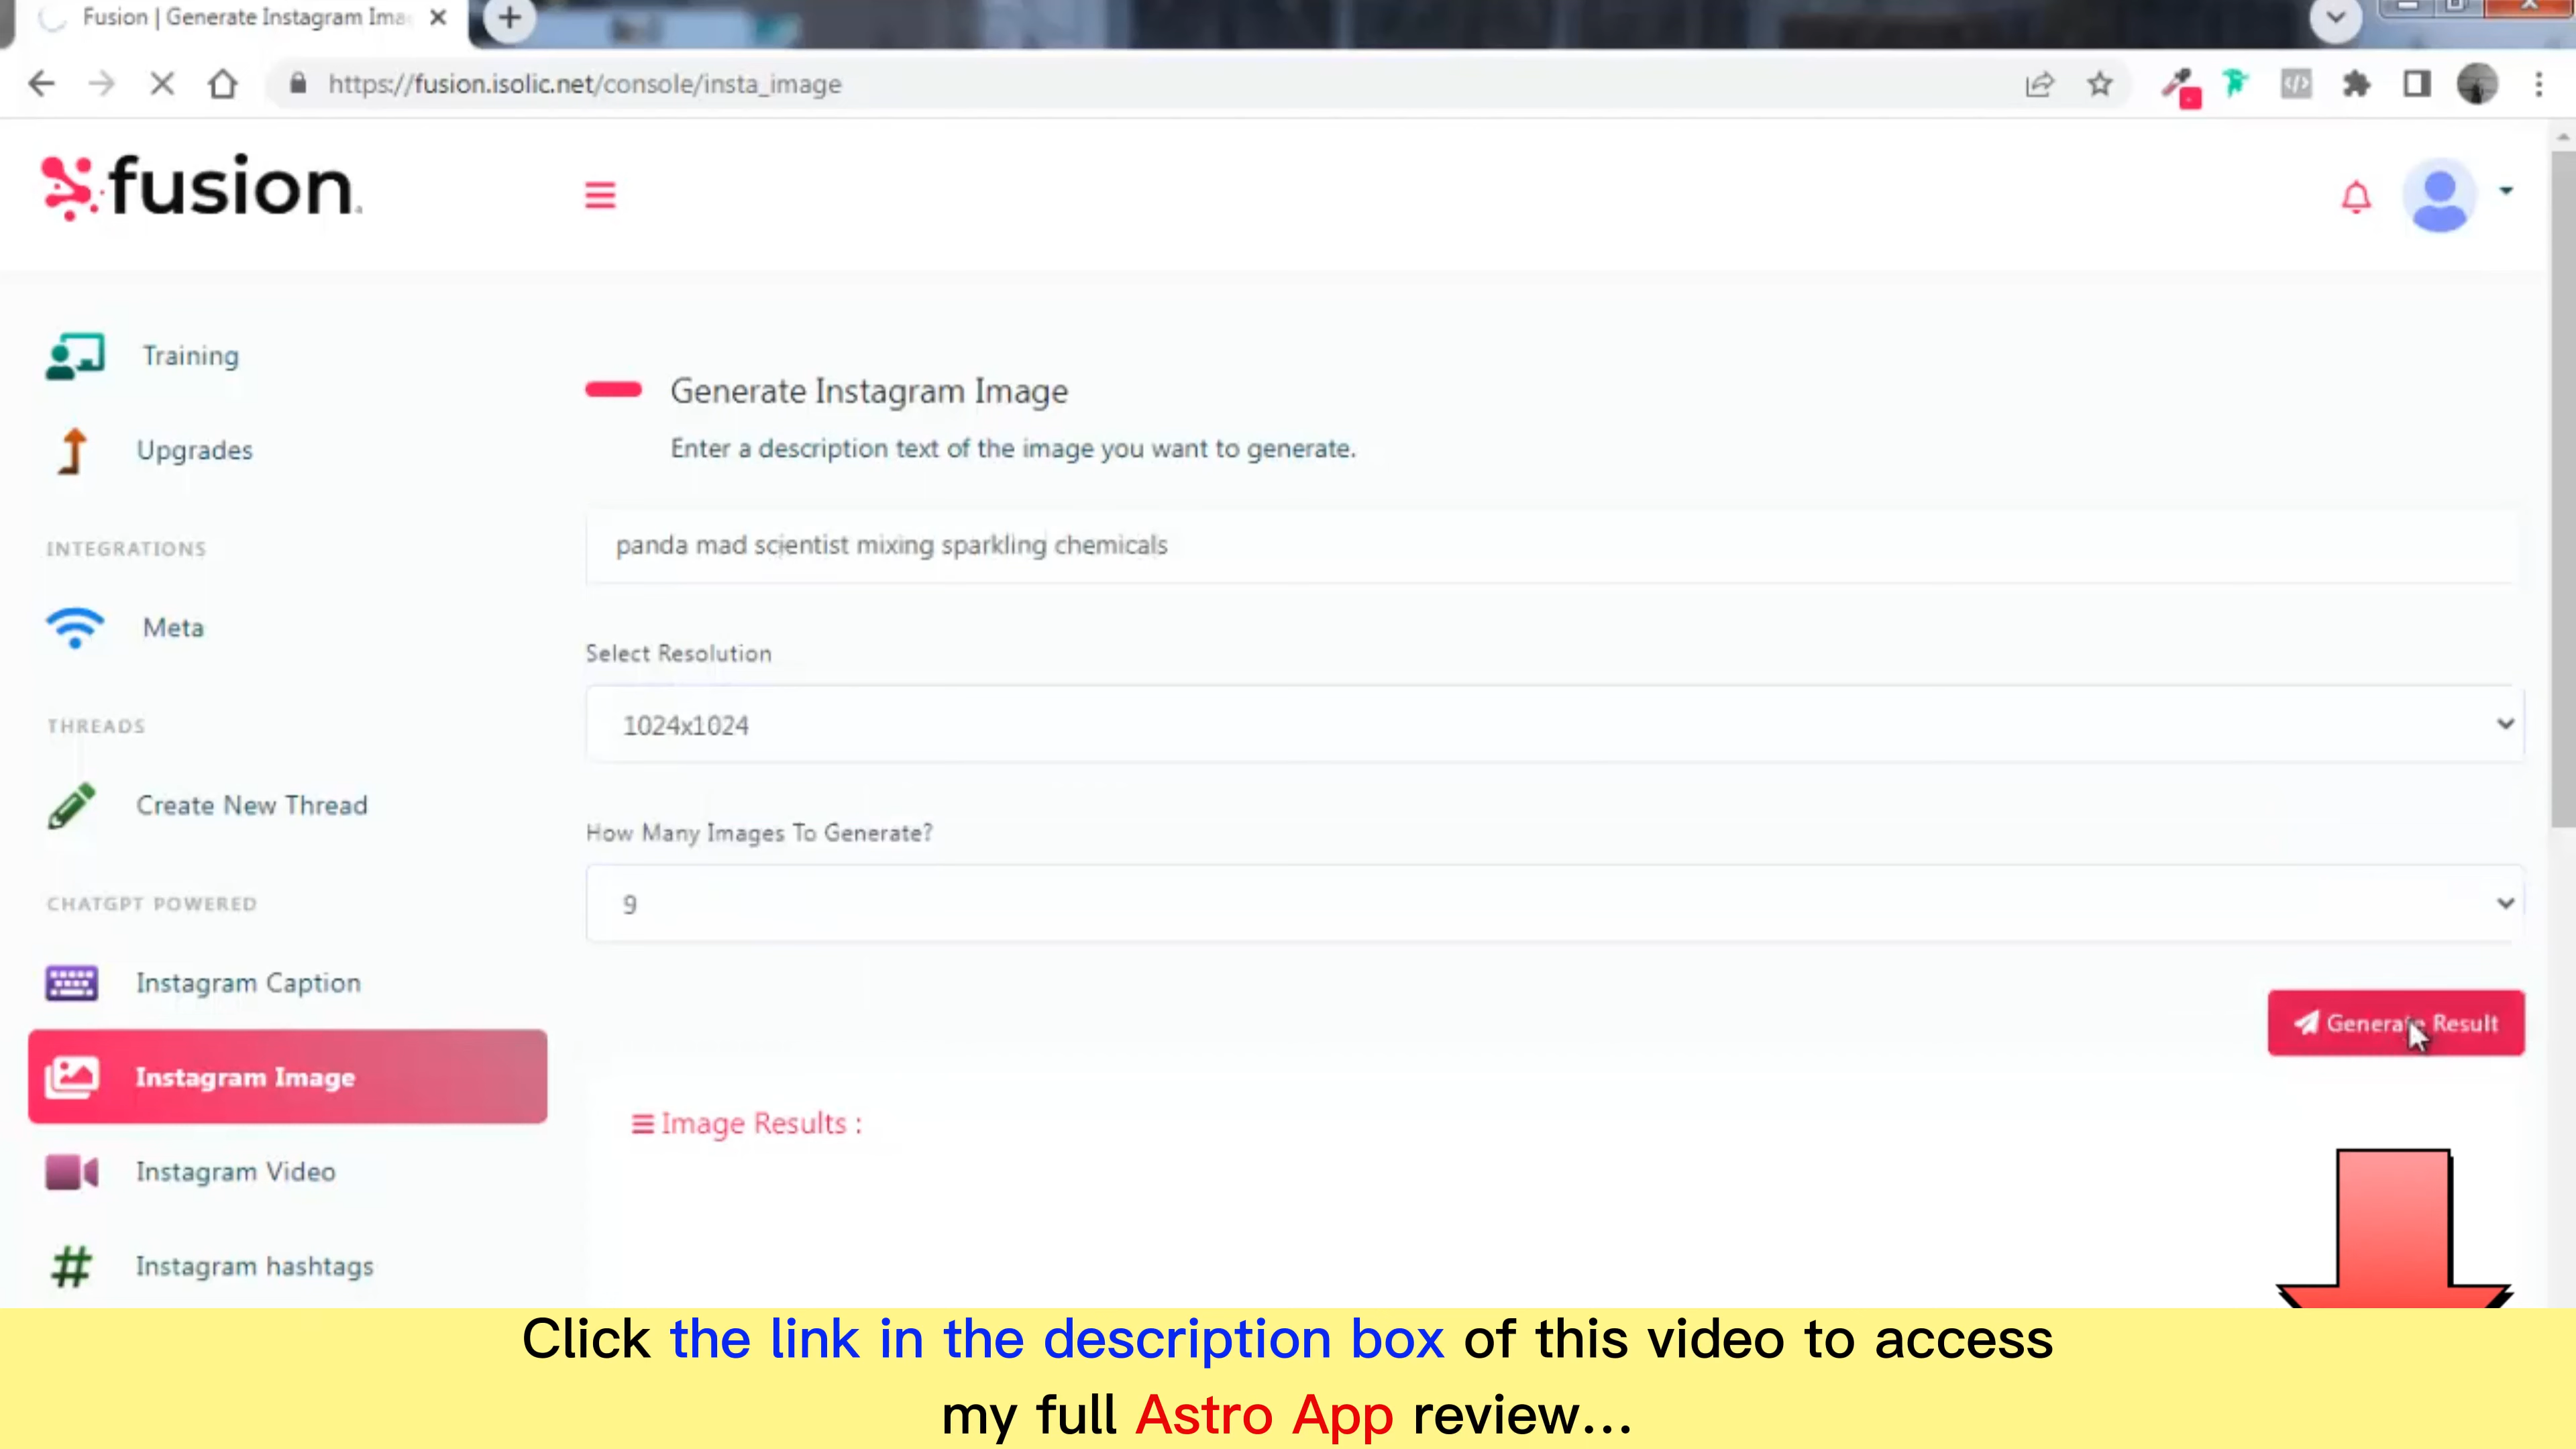 Fusion | Generate Instagram Ima
https://fusion.isolic.net/console/insta_image
fusion
Training
Upgrades
INTEGRATIONS
Meta
THREADS
Create New Thread
CHATGPT POWERED
Instagram Caption
Instagram Image
Instagram Video
Instagram hashtags
Generate Instagram Image
Enter a description text of the image you want to generate.
panda mad scientist mixing sparkling chemicals
Select Resolution
1024x1024
How Many Images To Generate?
9
Generate Result
Image Results :
Click the link in the description box of this video to access
my full Astro App review...